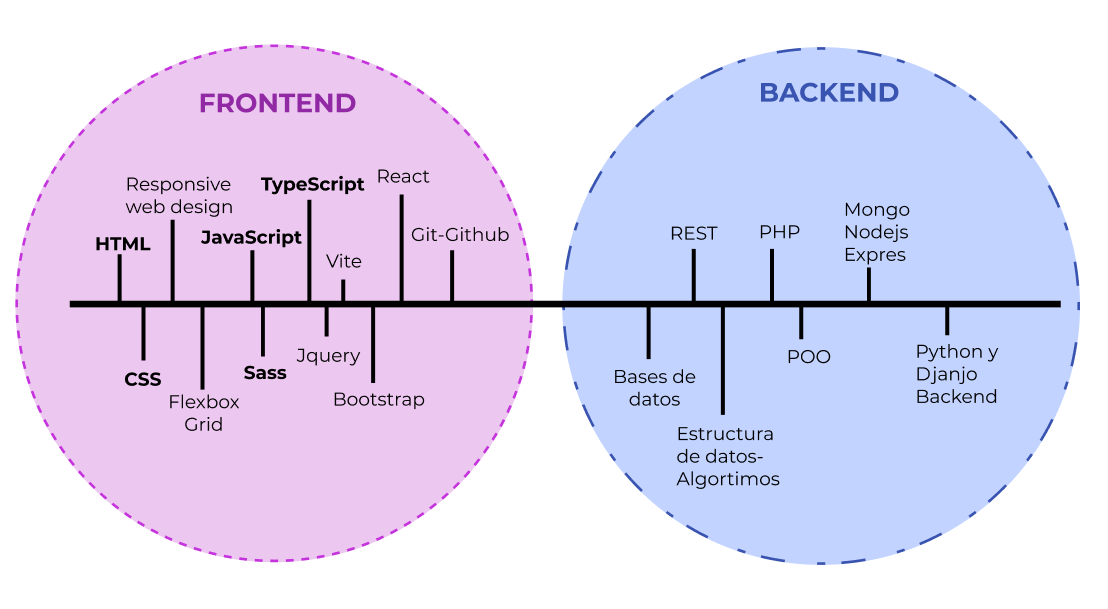 FRONTEND
Responsive
web design
TypeScript
React
HTML
JavaScript
Git-Github
Vite
CSS
Flexbox
Grid
Sass
Jquery
Bootstrap
BACKEND
REST
PHP
Mongo
Nodejs
Expres
Bases de
datos
Estructura
de datos-
Algortimos
POO
Python y
Djanjo
Backend